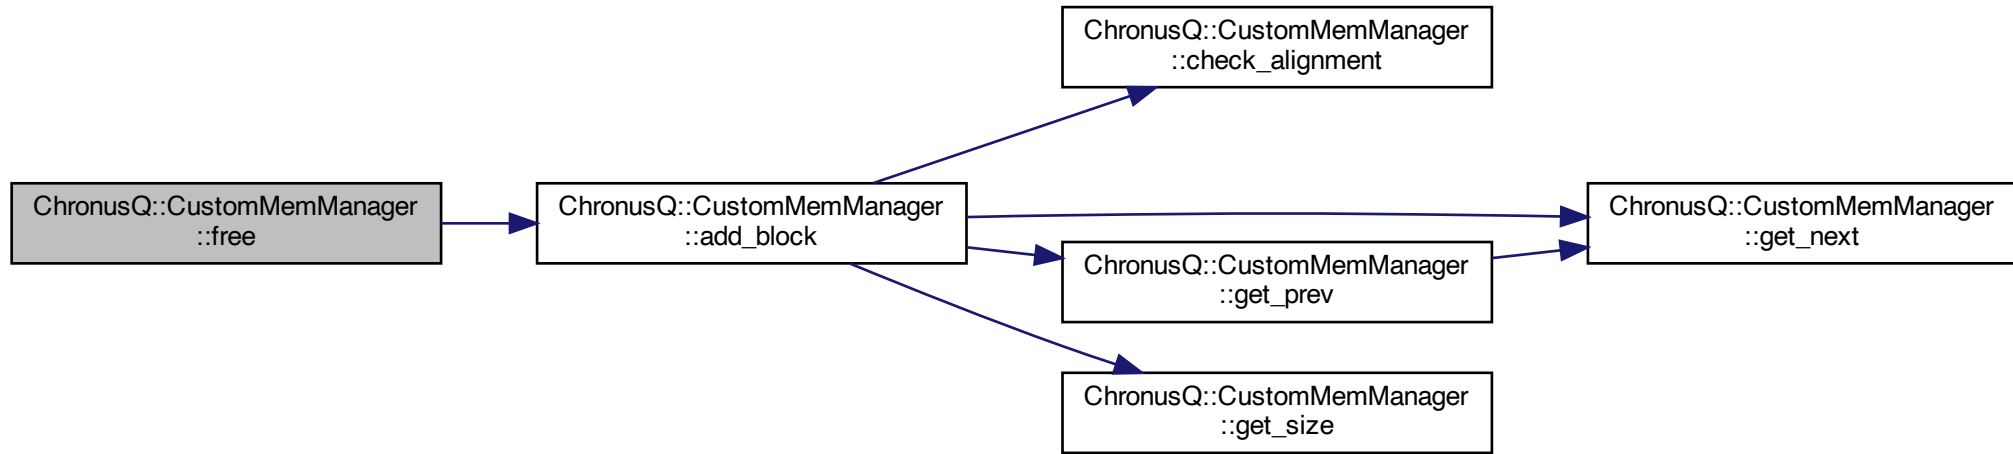 ChronusQ::CustomMemManager
::free
ChronusQ::CustomMemManager
::add_block
ChronusQ::CustomMemManager
::check_alignment
ChronusQ::CustomMemManager
::get_next
ChronusQ::CustomMemManager
::get_prev
ChronusQ::CustomMemManager
::get_size